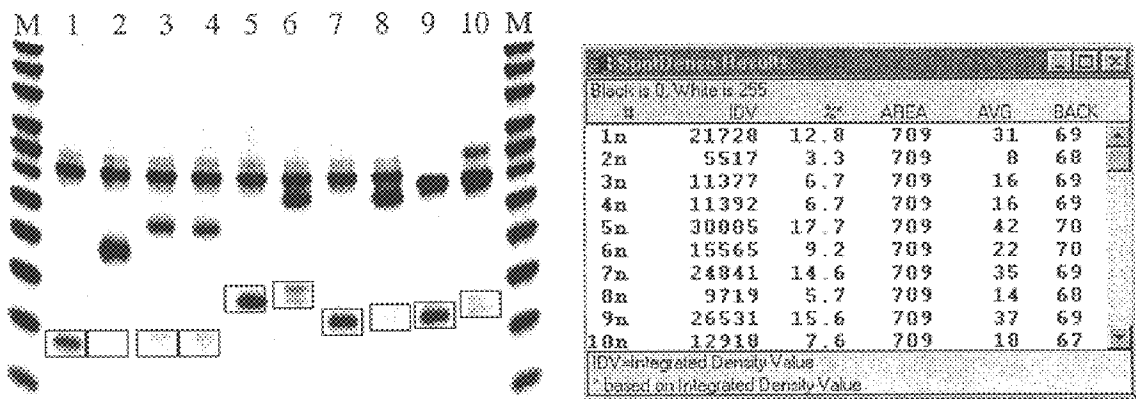 M 1 2 3 4 5 6 7 8 9 10 M
Black is 0, White is 255
# IDV %* AREA AVG BACK
1n 21728 12.8 709 31 69
2n 5517 3.3 709 8 68
3n 11377 6.7 709 16 69
4n 11392 6.7 709 16 69
5n 30085 17.7 709 42 70
6n 15565 9.2 709 22 70
7n 24841 14.6 709 35 69
8n 9719 5.7 709 14 68
9n 26531 15.6 709 37 69
10n 12918 7.6 709 18 67
IDV=Integrated Density Value
* based on Integrated Density Value